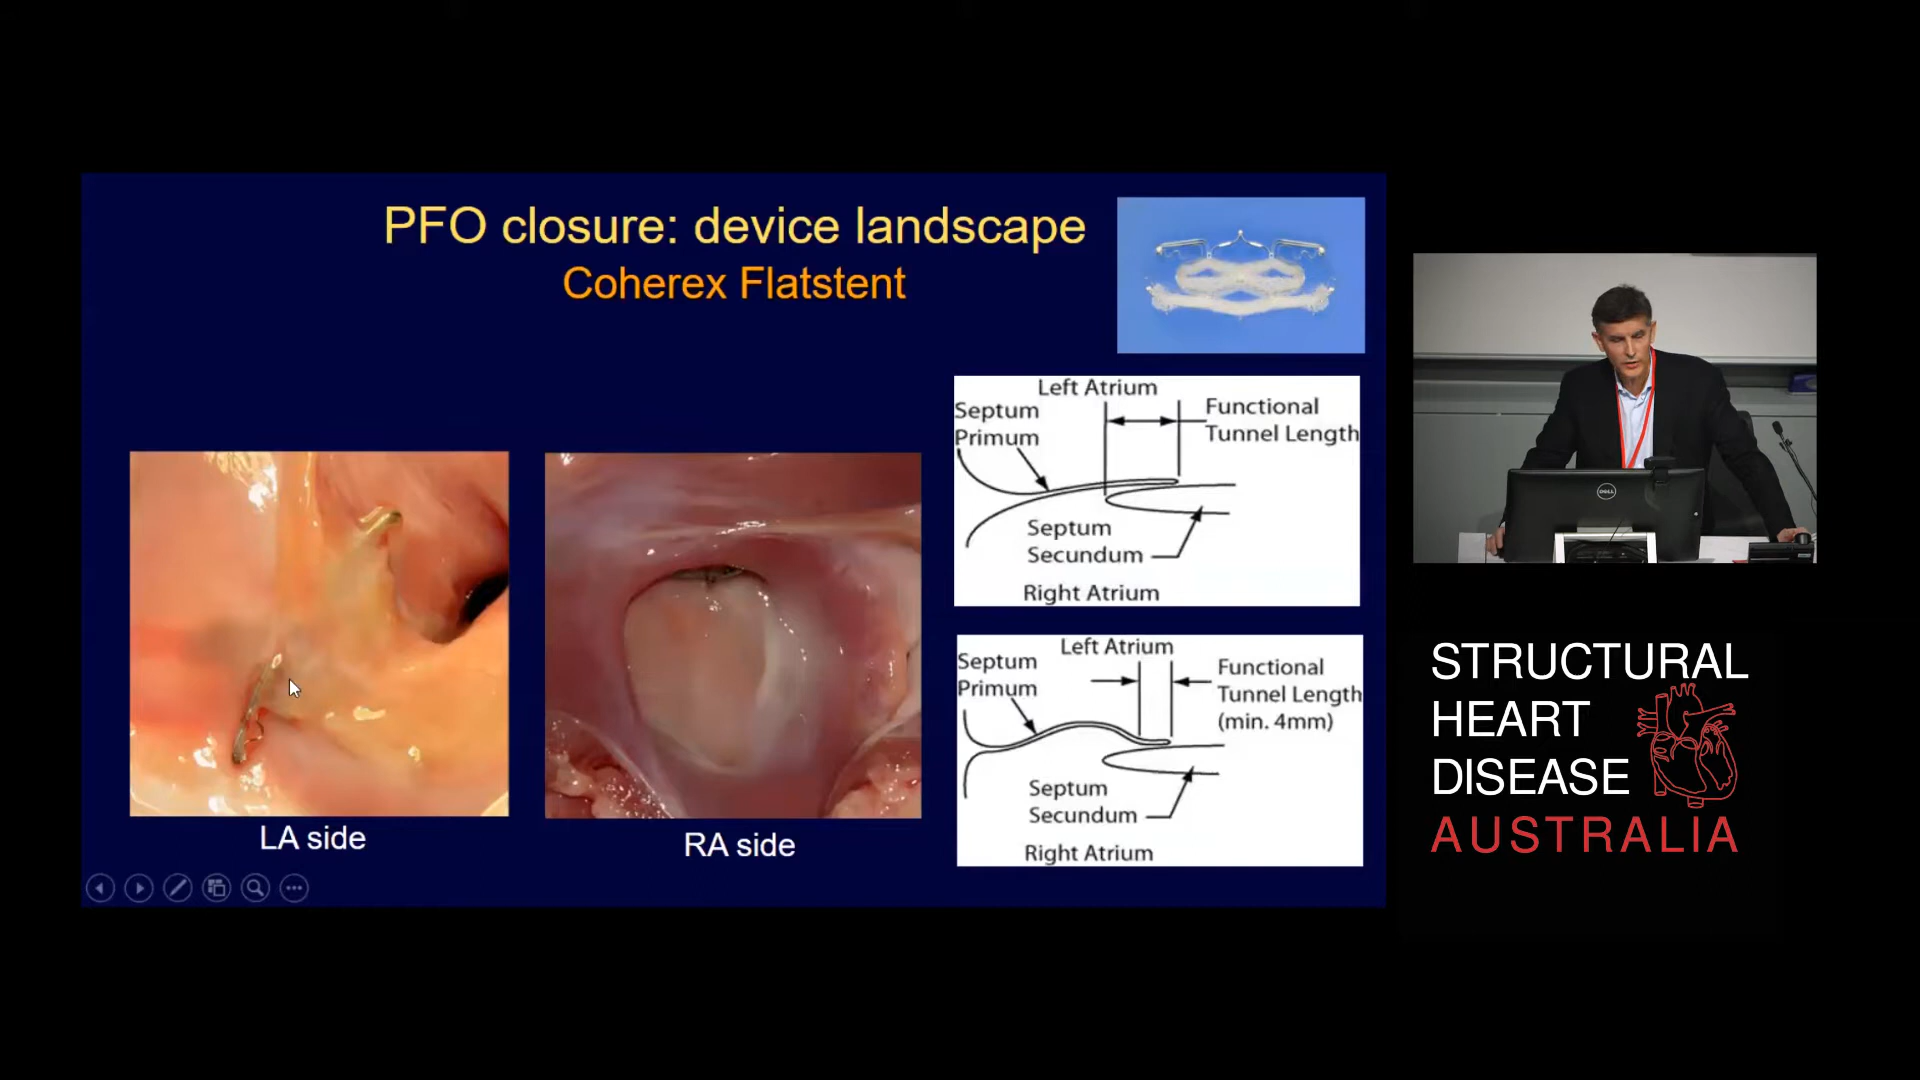 PFO closure: device landscape
Coherex Flatstent
Left Atrium
Septum
Primum
Functional
Tunnel Length
Septum
Secundum
Right Atrium
Left Atrium
Septum
Primum
Functional
Tunnel Length
(min. 4mm)
Septum
Secundum
Right Atrium
LA side
RA side
DELL
STRUCTURAL
HEART
DISEASE
AUSTRALIA